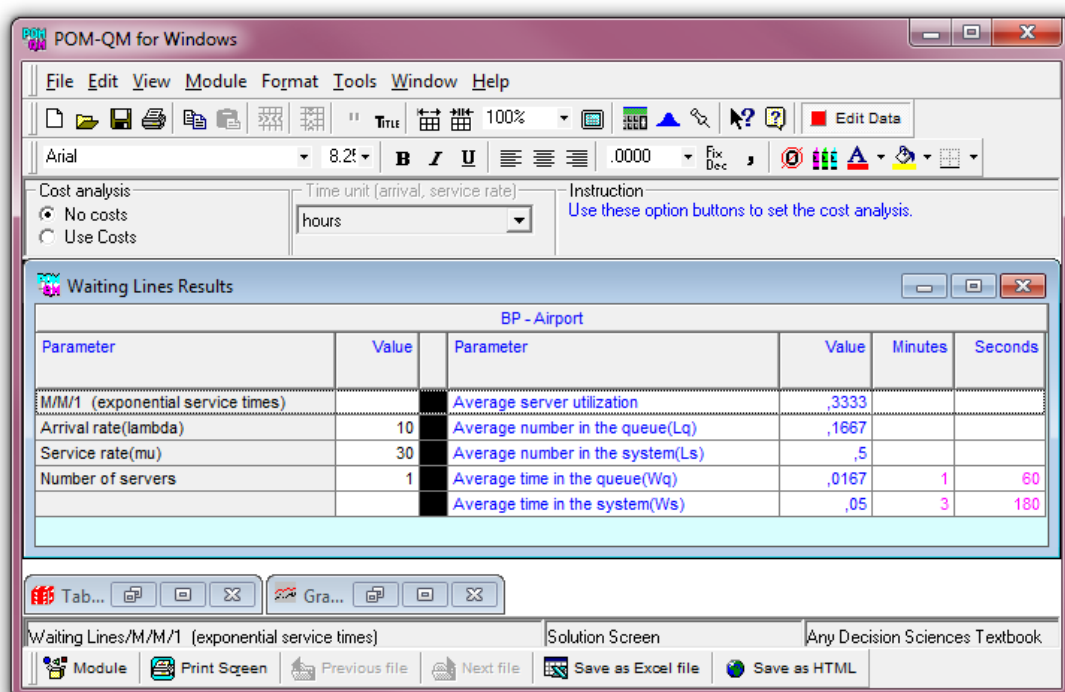 POM-QM for Windows
File Edit View Module Format Tools Window Help
TITLE 100% Edit Data
Arial 8.2 B I U .0000 Fix Dec , A
Cost analysis
No costs
Use Costs
Time unit (arrival, service rate)
hours
Instruction
Use these option buttons to set the cost analysis.
Waiting Lines Results
BP - Airport
Parameter Value Parameter Value Minutes Seconds
M/M/1 (exponential service times) Average server utilization ,3333
Arrival rate(lambda) 10 Average number in the queue(Lq) ,1667
Service rate(mu) 30 Average number in the system(Ls) ,5
Number of servers 1 Average time in the queue(Wq) ,0167 1 60
Average time in the system(Ws) ,05 3 180
Tab... Gra...
Waiting Lines/M/M/1 (exponential service times) Solution Screen Any Decision Sciences Textbook
Module Print Screen Previous file Next file Save as Excel file Save as HTML